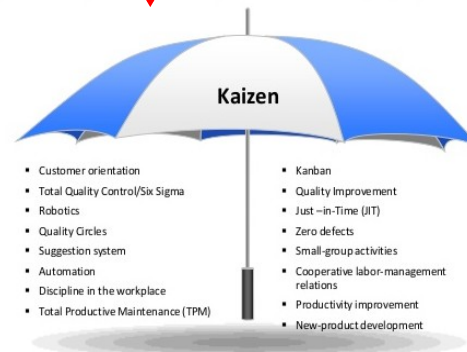 Kaizen
Customer orientation
Total Quality Control/Six Sigma
Robotics
Quality Circles
Suggestion system
Automation
Discipline in the workplace
Total Productive Maintenance (TPM)
Kanban
Quality Improvement
Just –in-Time (JIT)
Zero defects
Small-group activities
Cooperative labor-management
relations
Productivity improvement
New-product development